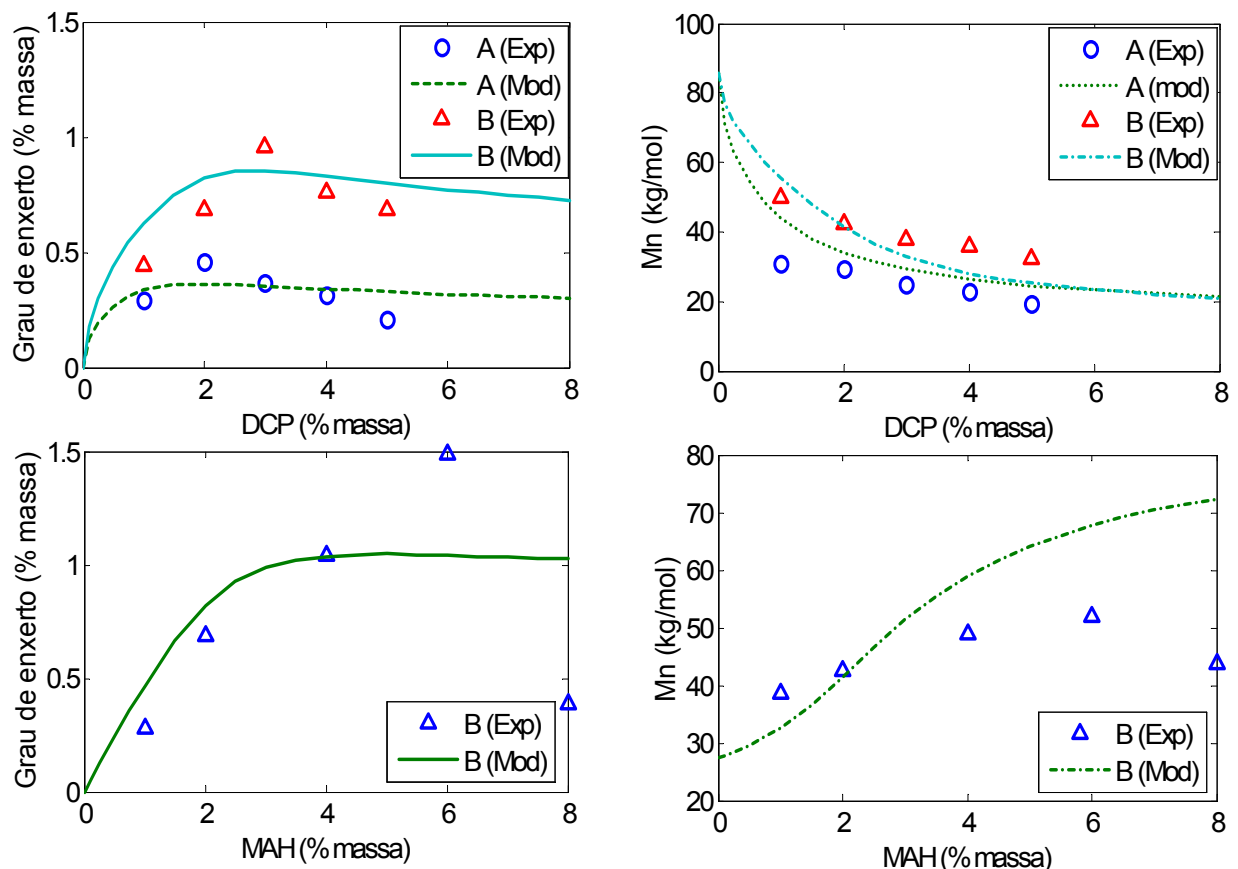 Grau de enxerto (% massa)
1.5
1
0.5
0
A (Exp)
A (Mod)
B (Exp)
B (Mod)
0 2 4 6 8
DCP (% massa)
Mn (kg/mol)
100
80
60
40
20
0
A (Exp)
A (mod)
B (Exp)
B (Mod)
0 2 4 6 8
DCP (% massa)
Grau de enxerto (% massa)
1.5
1
0.5
0
B (Exp)
B (Mod)
0 2 4 6 8
MAH (% massa)
Mn (kg/mol)
80
70
60
50
40
30
20
B (Exp)
B (Mod)
0 2 4 6 8
MAH (% massa)